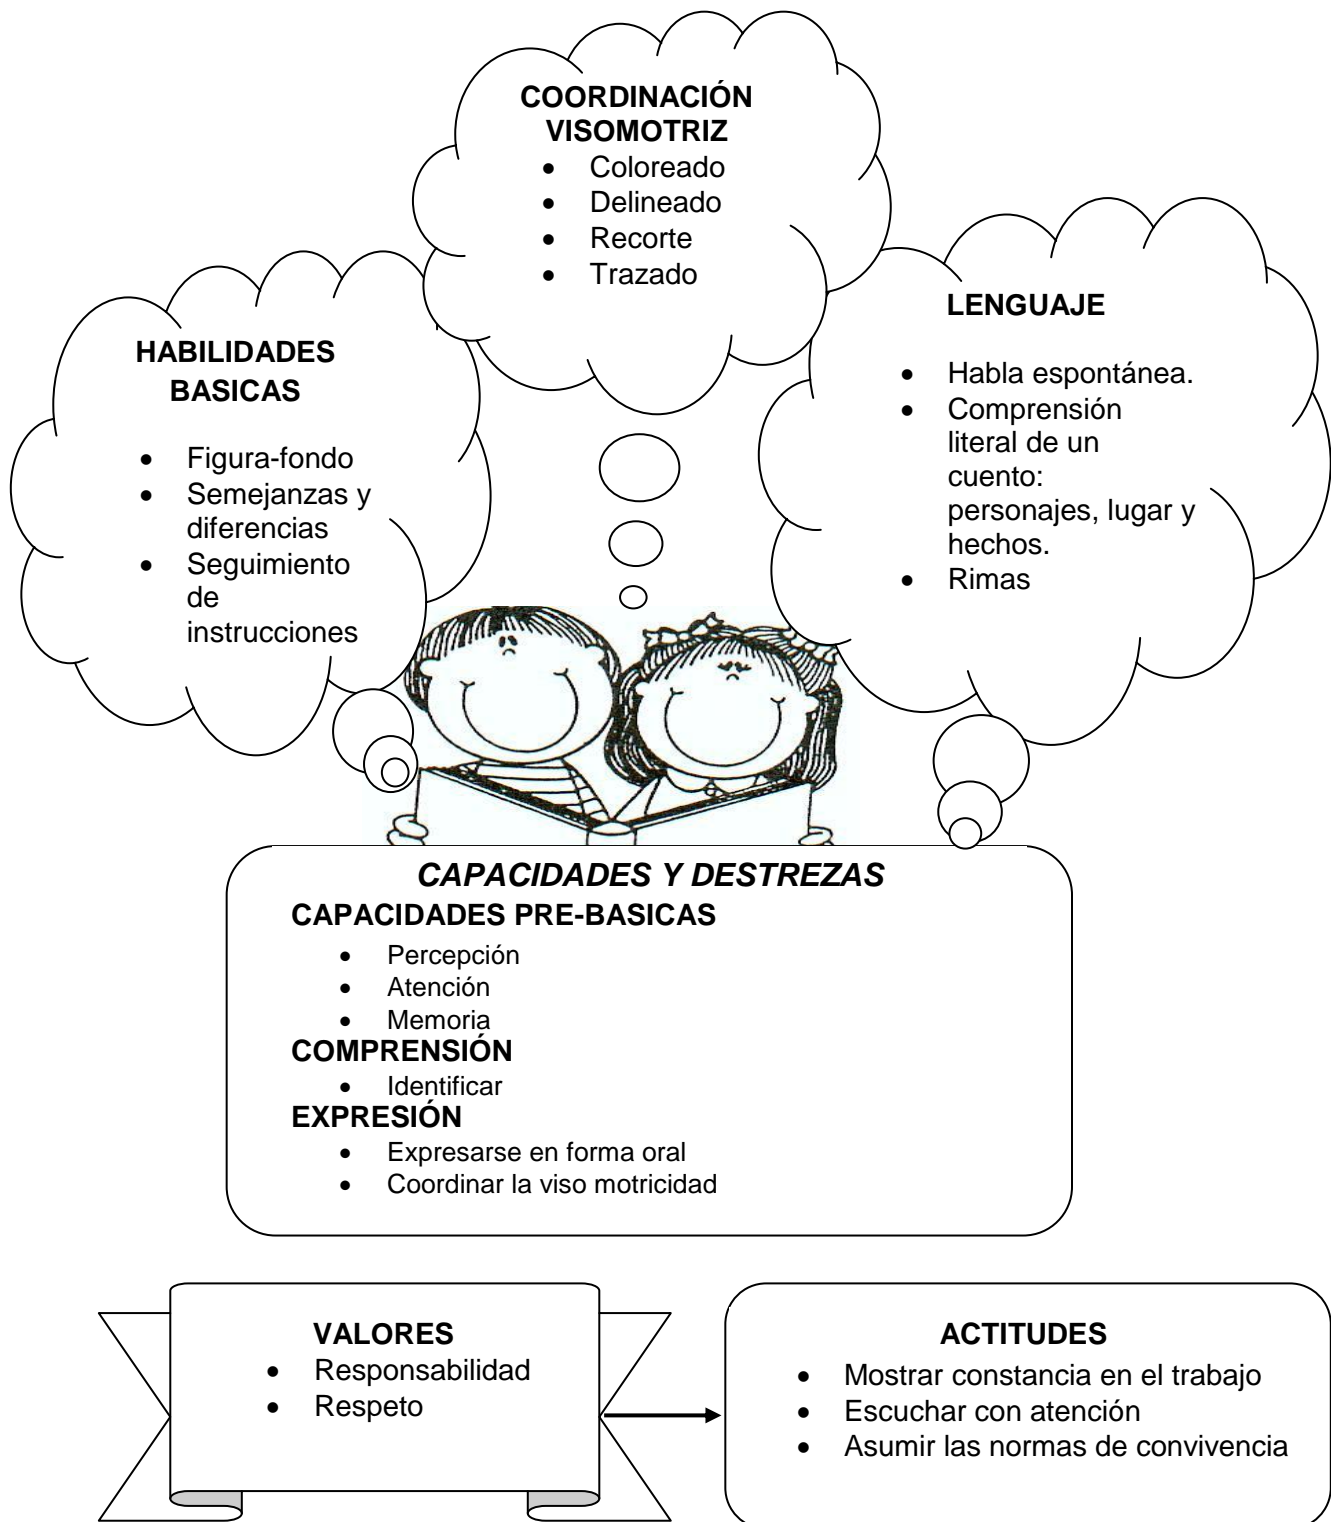 COORDINACIÓN
VISOMOTRIZ
• Coloreado
• Delineado
• Recorte
• Trazado
HABILIDADES
BASICAS
• Figura-fondo
• Semejanzas y
diferencias
• Seguimiento
de
instrucciones
LENGUAJE
• Habla espontánea.
• Comprensión
literal de un
cuento:
personajes, lugar y
hechos.
• Rimas
CAPACIDADES Y DESTREZAS
CAPACIDADES PRE-BASICAS
• Percepción
• Atención
• Memoria
COMPRENSIÓN
• Identificar
EXPRESIÓN
• Expresarse en forma oral
• Coordinar la viso motricidad
VALORES
• Responsabilidad
• Respeto
ACTITUDES
• Mostrar constancia en el trabajo
• Escuchar con atención
• Asumir las normas de convivencia